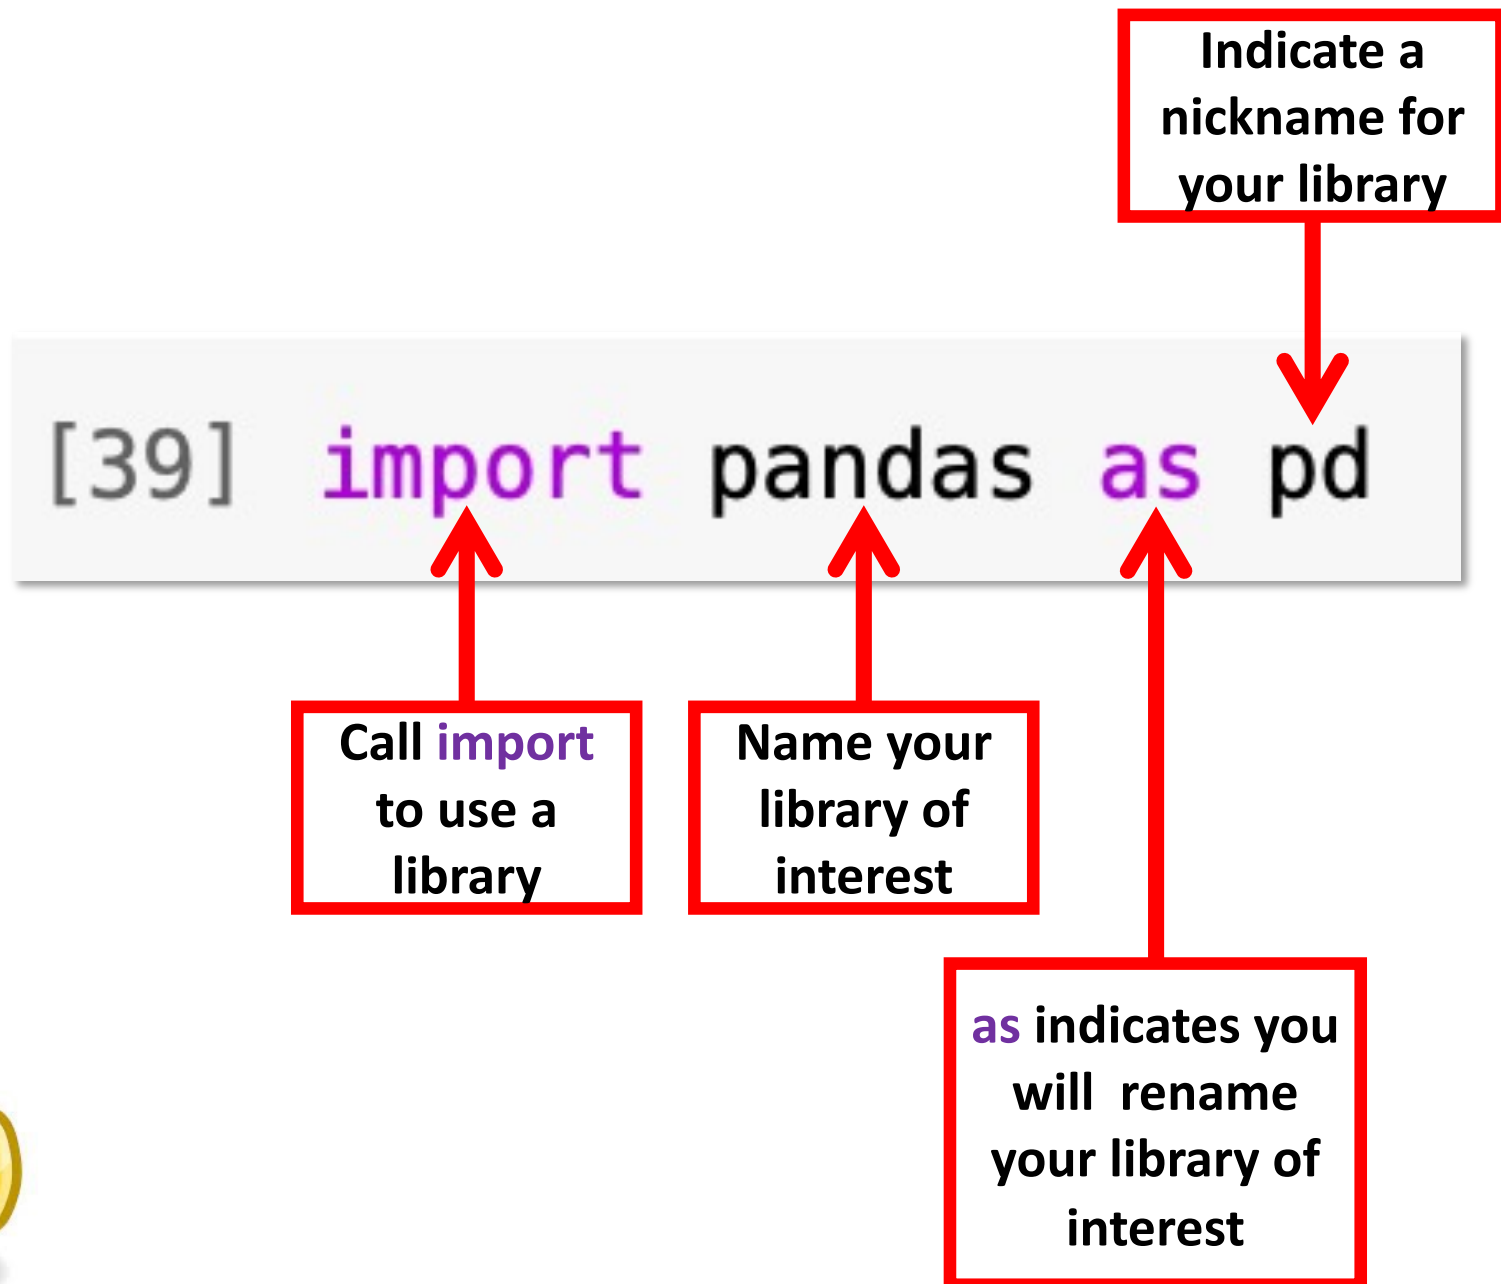 Indicate a
nickname for
your library
[39] import pandas as pd
Call import
to use a
library
Name your
library of
interest
as indicates you
will rename
your library of
interest